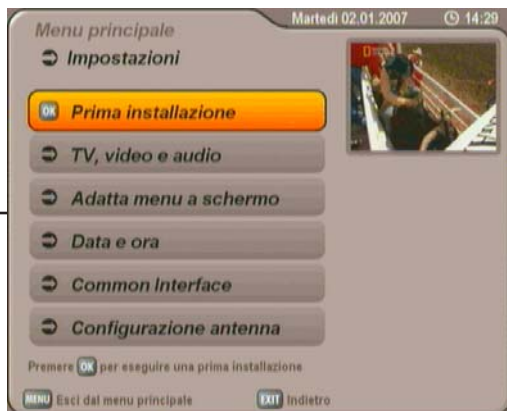 Menu principale
Martedì 02.01.2007 14:29
Impostazioni
OK Prima installazione
TV, video e audio
Adatta menu a schermo
Data e ora
Common Interface
Configurazione antenna
Premere OK per eseguire una prima installazione
MENU Esci dal menu principale EXIT Indietro